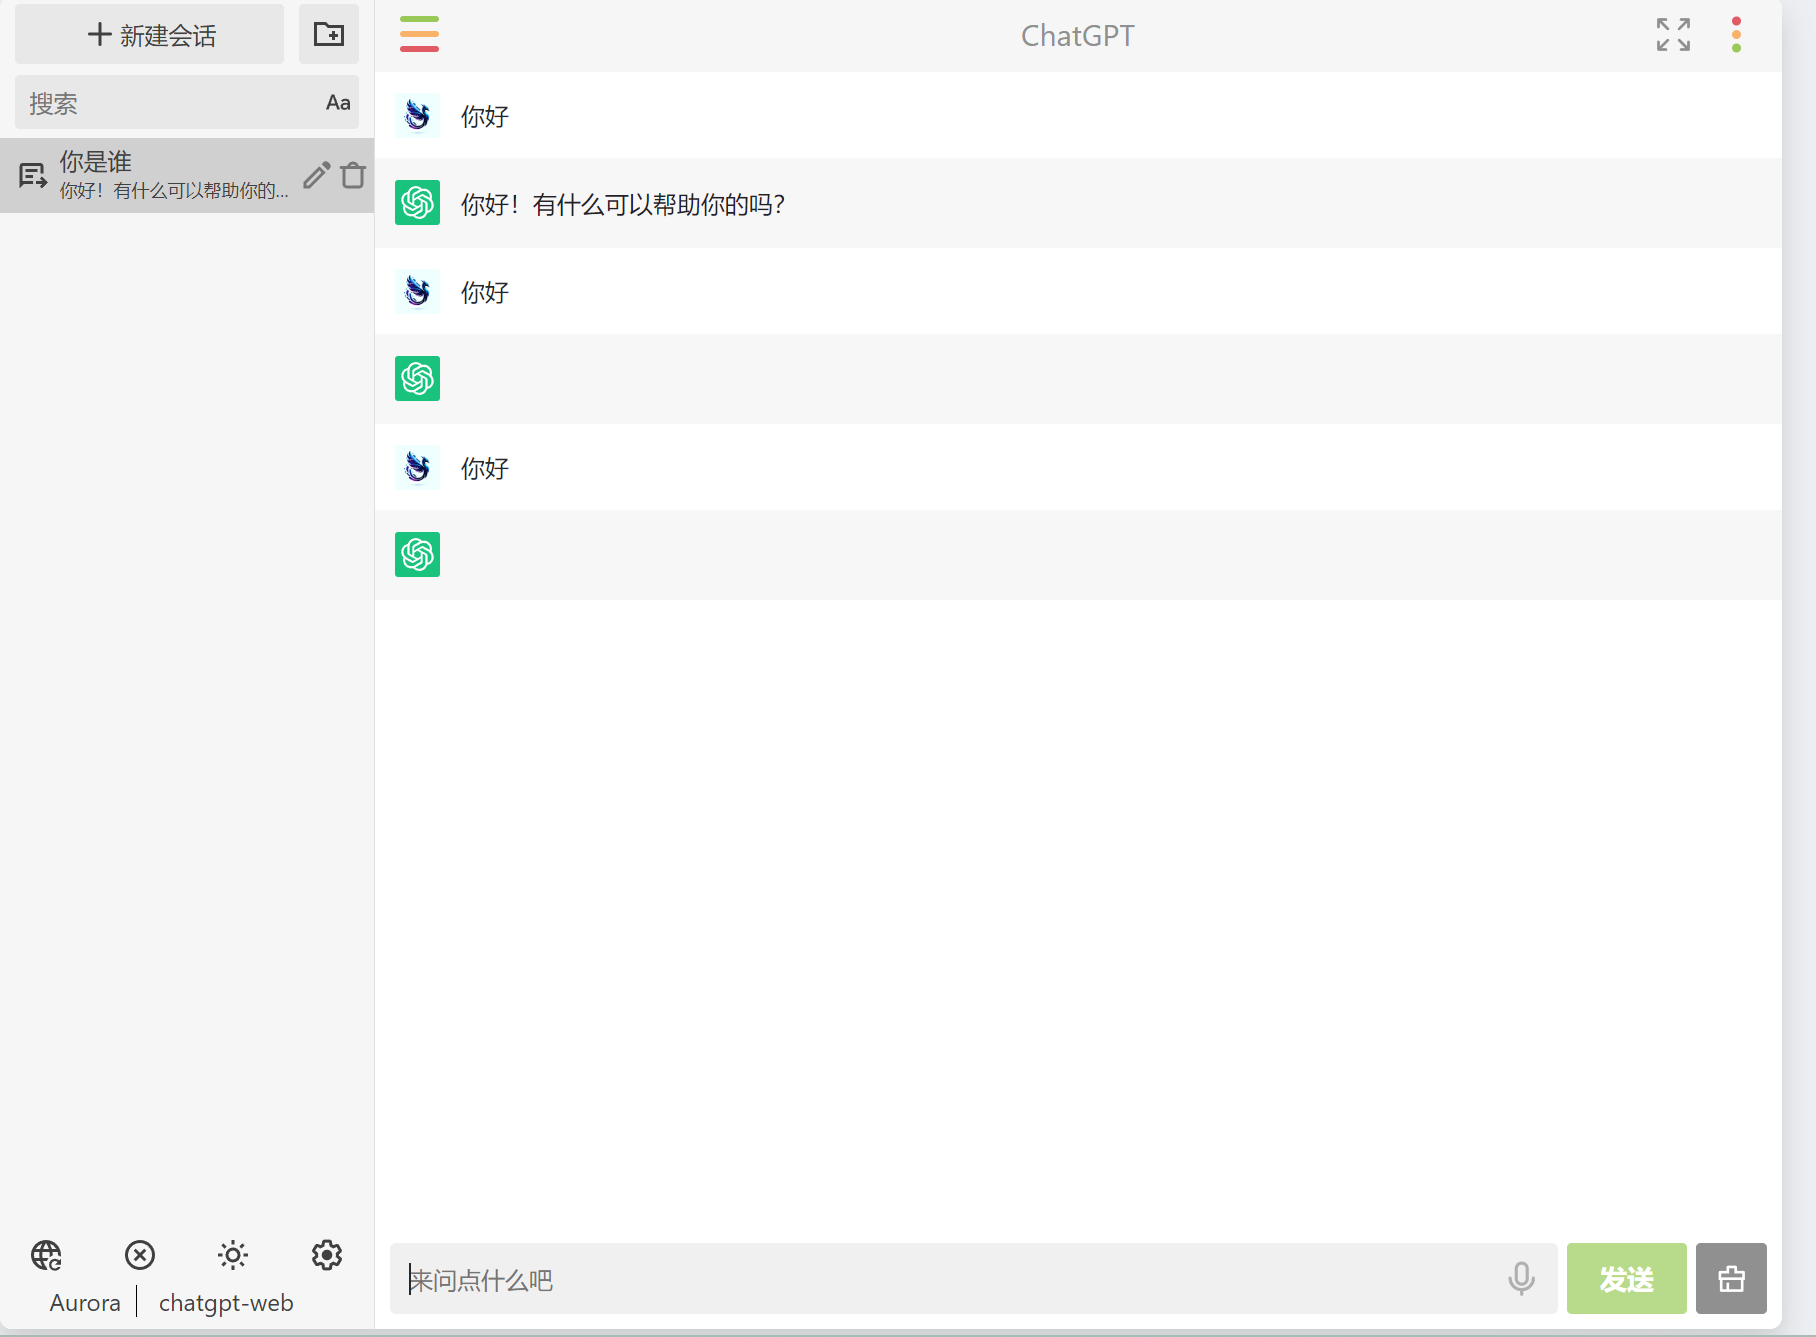 新建会话
搜索
Aa
你是谁
你好！有什么可以帮助你的...
ChatGPT
你好
你好！有什么可以帮助你的吗？
你好
你好
来问点什么吧
发送
Aurora
chatgpt-web